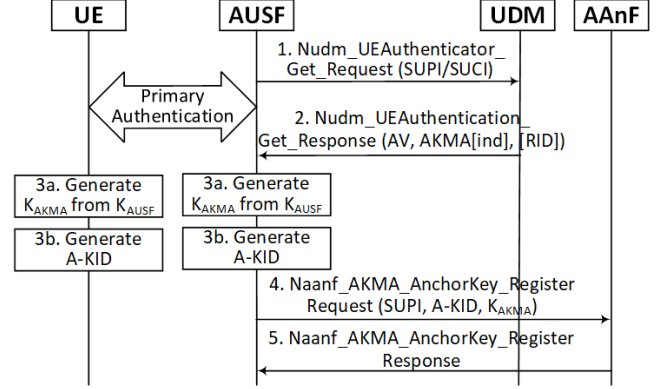 UE
AUSF
UDM
AAnF
1. Nudm_UEAuthenticator_
Get_Request (SUPI/SUCI)
Primary
Authentication
2. Nudm_UEAuthentication_
Get_Response (AV, AKMA[ind], [RID])
3a. Generate
KAKMA from KAUSF
3a. Generate
KAKMA from KAUSF
3b. Generate
A-KID
3b. Generate
A-KID
4. Naanf_AKMA_AnchorKey_Register
Request (SUPI, A-KID, KAKMA)
5. Naanf_AKMA_AnchorKey_Register
Response